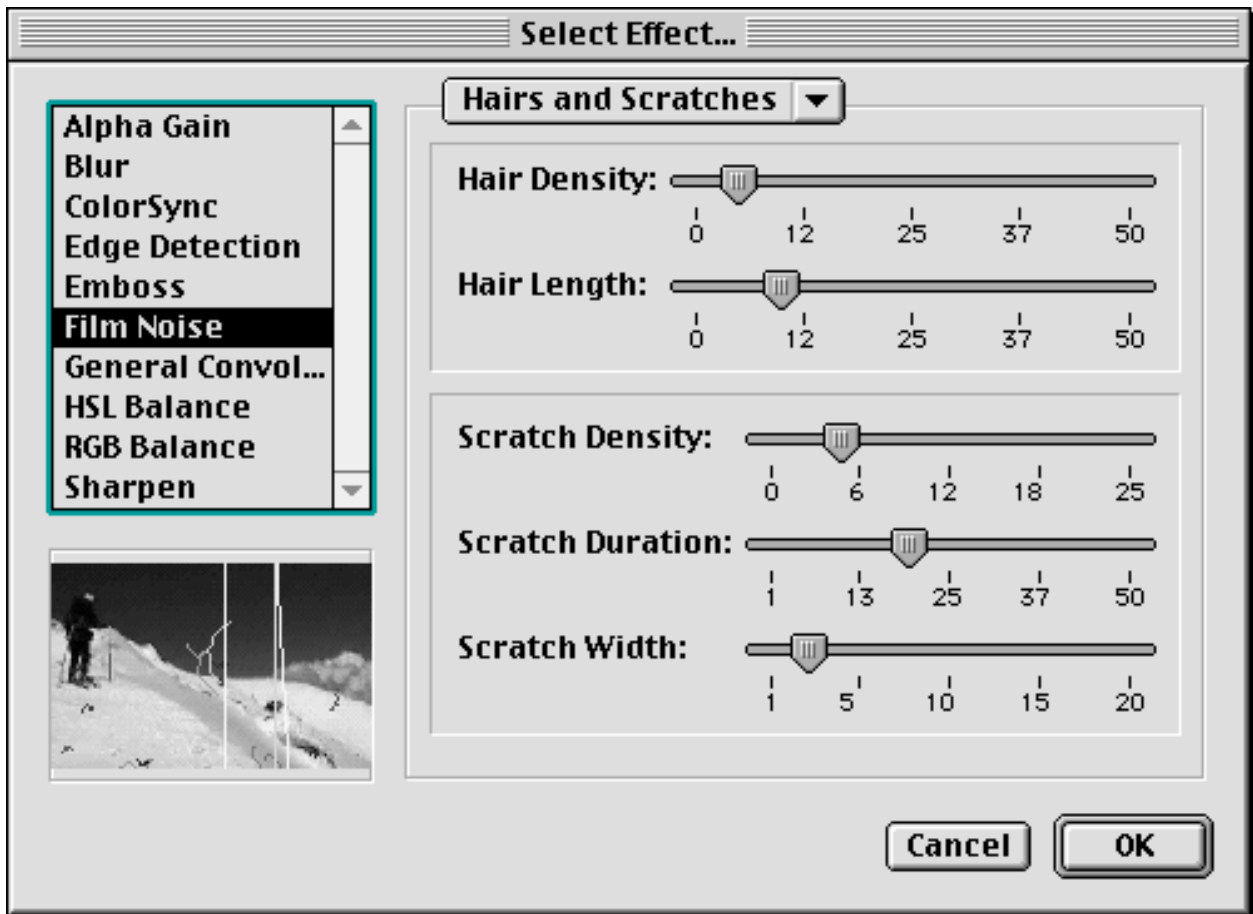 Select Effect...
Alpha Gain
Blur
ColorSync
Edge Detection
Emboss
Film Noise
General Convol...
HSL Balance
RGB Balance
Sharpen
Hairs and Scratches
Hair Density:
0 12 25 37 50
Hair Length:
0 12 25 37 50
Scratch Density:
0 6 12 18 25
Scratch Duration:
1 13 25 37 50
Scratch Width:
1 5 10 15 20
Cancel
OK